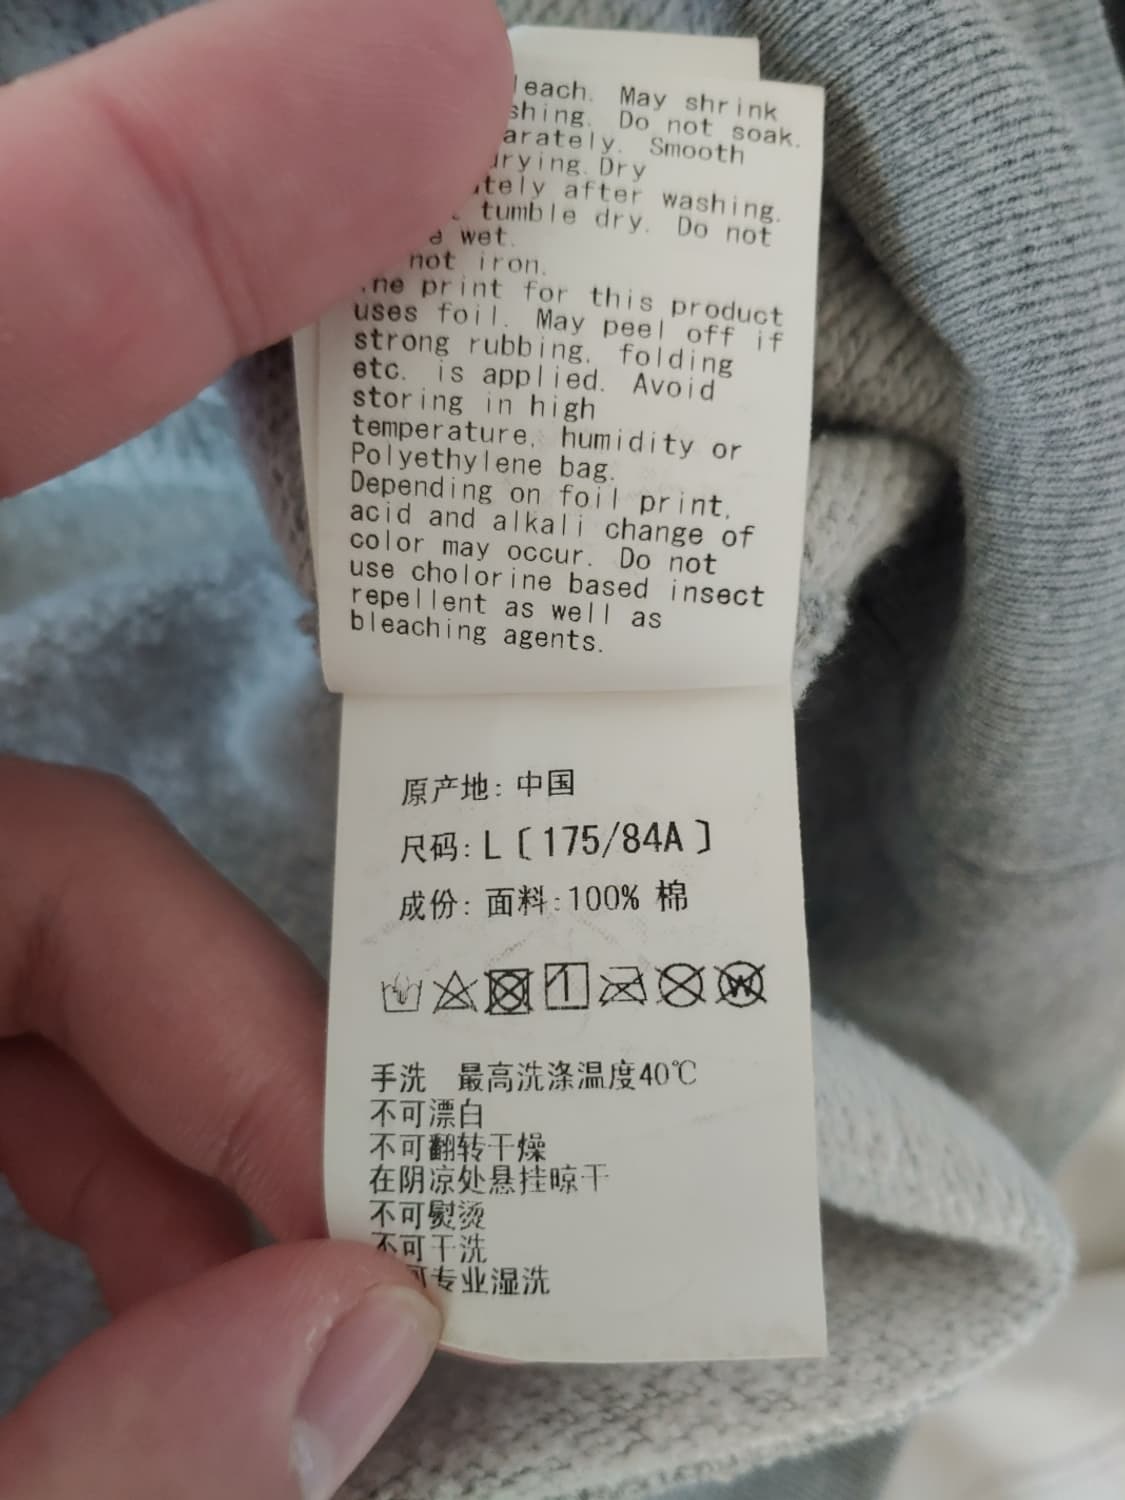 each. May shrink
shing. Do not soak.
arately. Smooth
drying. Dry
tely after washing.
tumble dry. Do not
wet.
not iron.
he print for this product
uses foil. May peel off if
strong rubbing, folding
etc. is applied. Avoid
storing in high
temperature, humidity or
Polyethylene bag.
Depending on foil print,
acid and alkali change of
color may occur. Do not
use cholorine based insect
repellent as well as
bleaching agents.
原产地: 中国
尺码: L〔175/84A〕
成份: 面料:100% 棉
W
手洗 最高洗涤温度40℃
不可漂白
不可翻转干燥
在阴凉处悬挂晾干
不可熨烫
不可干洗
可专业湿洗